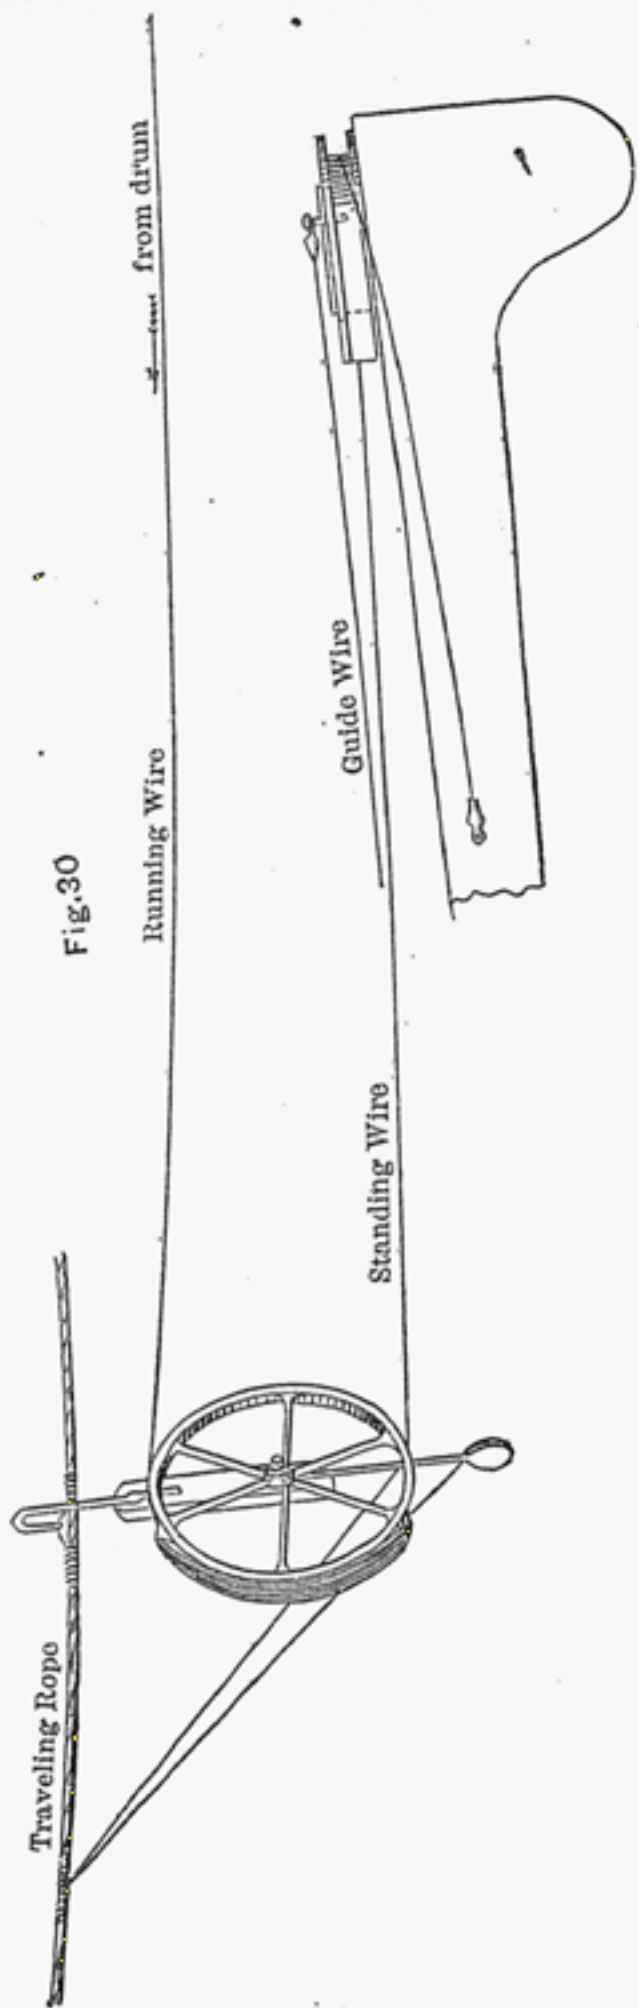 Fig.30
from drum
Running Wire
Guide Wire
Standing Wire
Traveling Rope